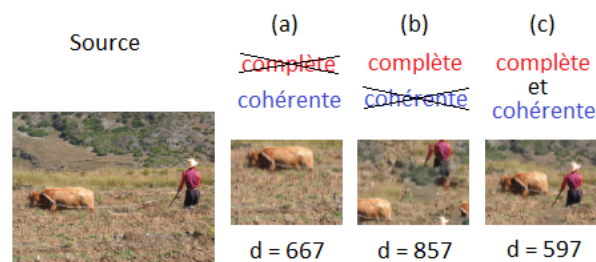 Source
(a)
complète
cohérente
d = 667
(b)
complète
cohérente
d = 857
(c)
complète
et
cohérente
d = 597